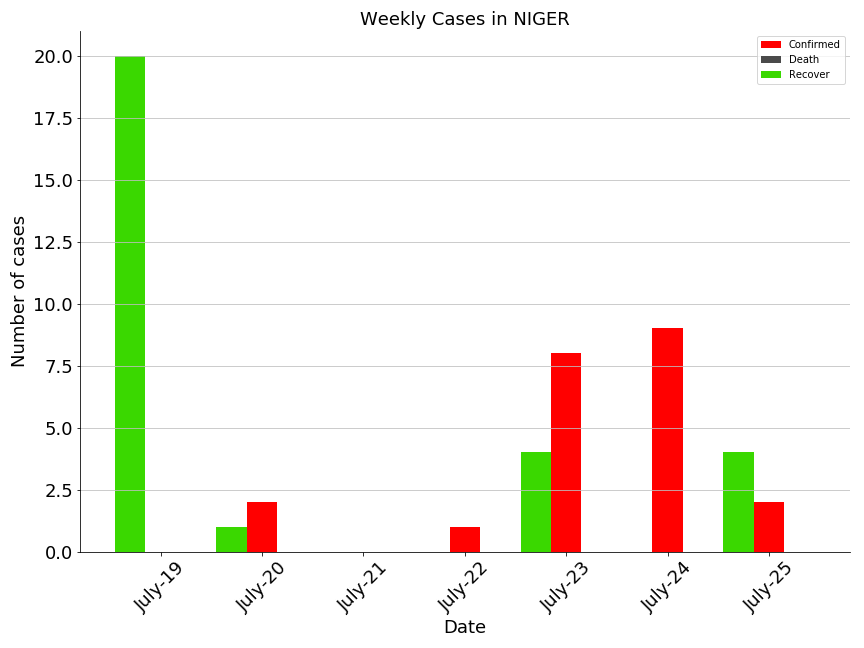 Weekly Cases in NIGER
Confirmed
Death
Recover
Number of cases
20.0
17.5
15.0
12.5
10.0
7.5
5.0
2.5
0.0
July-19
July-20
July-21
July-22
July-23
July-24
July-25
Date